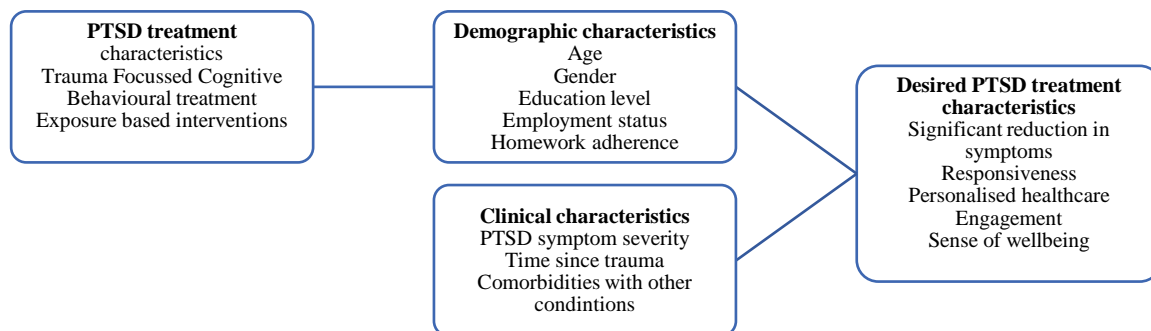 PTSD treatment
characteristics
Trauma Focussed Cognitive
Behavioural treatment
Exposure based interventions
Demographic characteristics
Age
Gender
Education level
Employment status
Homework adherence
Clinical characteristics
PTSD symptom severity
Time since trauma
Comorbidities with other
condintions
Desired PTSD treatment
characteristics
Significant reduction in
symptoms
Responsiveness
Personalised healthcare
Engagement
Sense of wellbeing